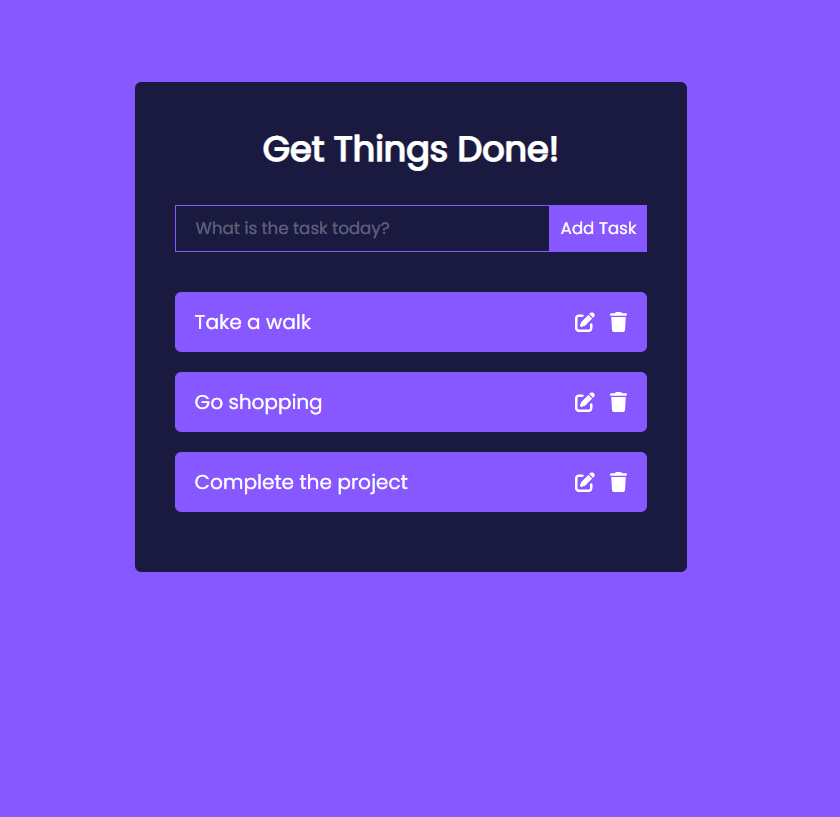 Get Things Done!
What is the task today?
Add Task
Take a walk
Go shopping
Complete the project